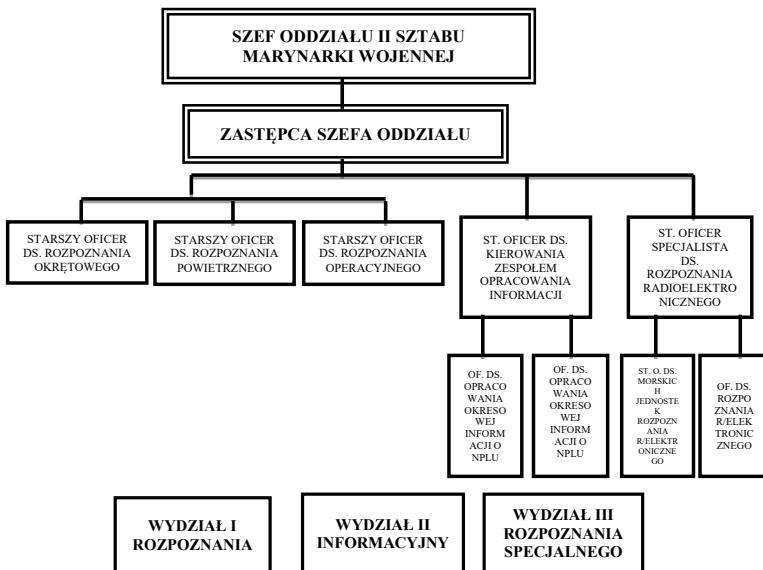 SZEF ODDZIAŁU II SZTABU
MARYNARKI WOJENNEJ
ZASTĘPCA SZEFA ODDZIAŁU
STARSZY OFICER
DS. ROZPOZNANIA
OKRĘTOWEGO
STARSZY OFICER
DS. ROZPOZNANIA
POWIETRZNEGO
STARSZY OFICER
DS. ROZPOZNANIA
OPERACYJNEGO
ST. OFICER DS.
KIEROWANIA
ZESPOŁEM
OPRACOWANIA
INFORMACJI
ST. OFICER
SPECJALISTA
DS.
ROZPOZNANIA
RADIOELEKTRO
NICZNEGO
OF. DS.
OPRACO
WANIA
OKRESO
WEJ
INFORM
ACJI O
NPLU
OF. DS.
OPRACO
WANIA
OKRESO
WEJ
INFORM
ACJI O
NPLU
ST. O. DS.
MORSKIC
H
JEDNOSTE
K
ROZPOZN
ANIA
R/ELEKTR
ONICZNE
GO
OF. DS.
ROZPO
ZNANIA
R/ELEK
TRONIC
ZNEGO
WYDZIAŁ I
ROZPOZNANIA
WYDZIAŁ II
INFORMACYJNY
WYDZIAŁ III
ROZPOZNANIA
SPECJALNEGO